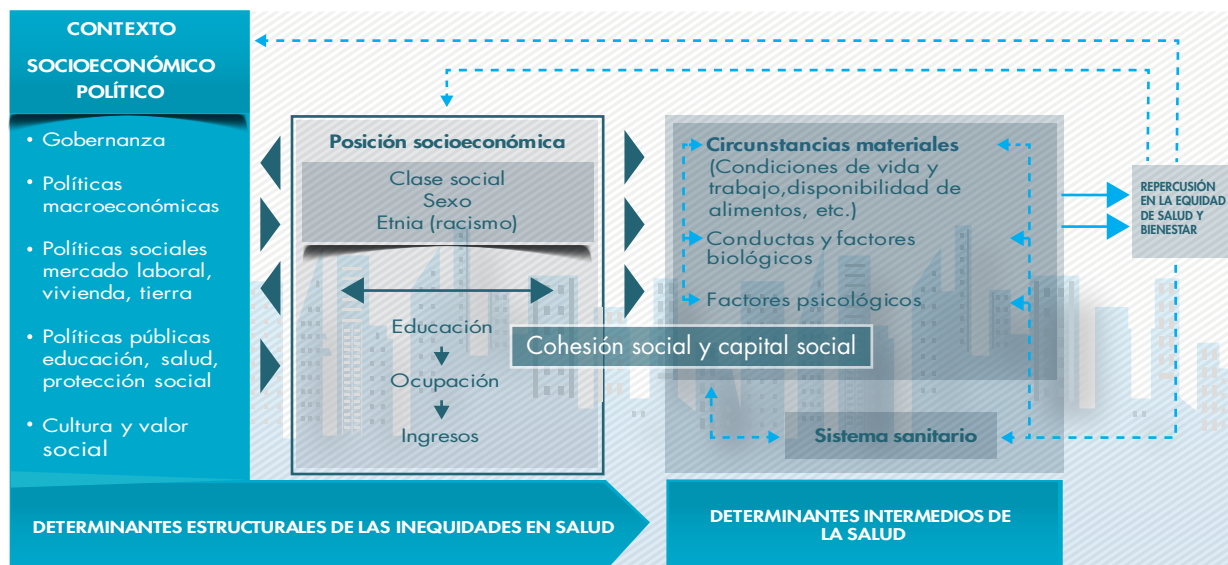 CONTEXTO
SOCIOECONÓMICO
POLÍTICO
• Gobernanza
• Políticas
macroeconómicas
• Políticas sociales
mercado laboral,
vivienda, tierra
• Políticas públicas
educación, salud,
protección social
• Cultura y valor
social
Posición socioeconómica
Clase social
Sexo
Etnia (racismo)
Educación
Ocupación
Ingresos
Cohesión social y capital social
Circunstancias materiales
(Condiciones de vida y
trabajo,disponibilidad de
alimentos, etc.)
Conductas y factores
biológicos
Factores psicológicos
Sistema sanitario
REPERCUSIÓN
EN LA EQUIDAD
DE SALUD Y
BIENESTAR
DETERMINANTES ESTRUCTURALES DE LAS INEQUIDADES EN SALUD
DETERMINANTES INTERMEDIOS DE
LA SALUD